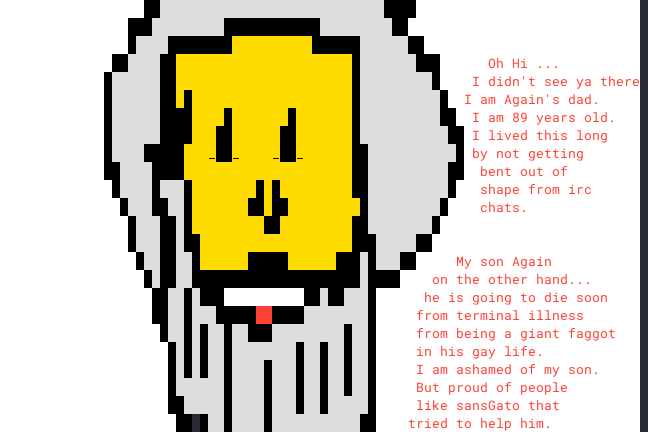 Oh Hi ...
I didn't see ya there
I am Again's dad.
I am 89 years old.
I lived this long
by not getting
bent out of
shape from irc
chats.
My son Again
on the other hand...
he is going to die soon
from terminal illness
from being a giant faggot
in his gay life.
I am ashamed of my son.
But proud of people
like sansGato that
tried to help him.